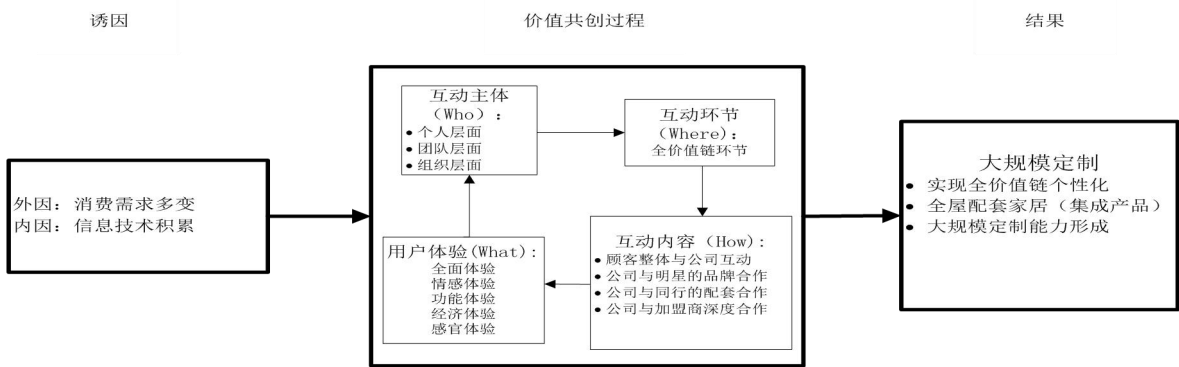 诱因
价值共创过程
结果
外因：消费需求多变
内因：信息技术积累
互动主体
（Who）：
● 个人层面
● 团队层面
● 组织层面
互动环节
(Where)：
全价值链环节
互动内容（How）:
● 顾客整体与公司互动
● 公司与明星的品牌合作
● 公司与同行的配套合作
● 公司与加盟商深度合作
用户体验(What):
全面体验
情感体验
功能体验
经济体验
感官体验
大规模定制
● 实现全价值链个性化
● 全屋配套家居（集成产品）
● 大规模定制能力形成